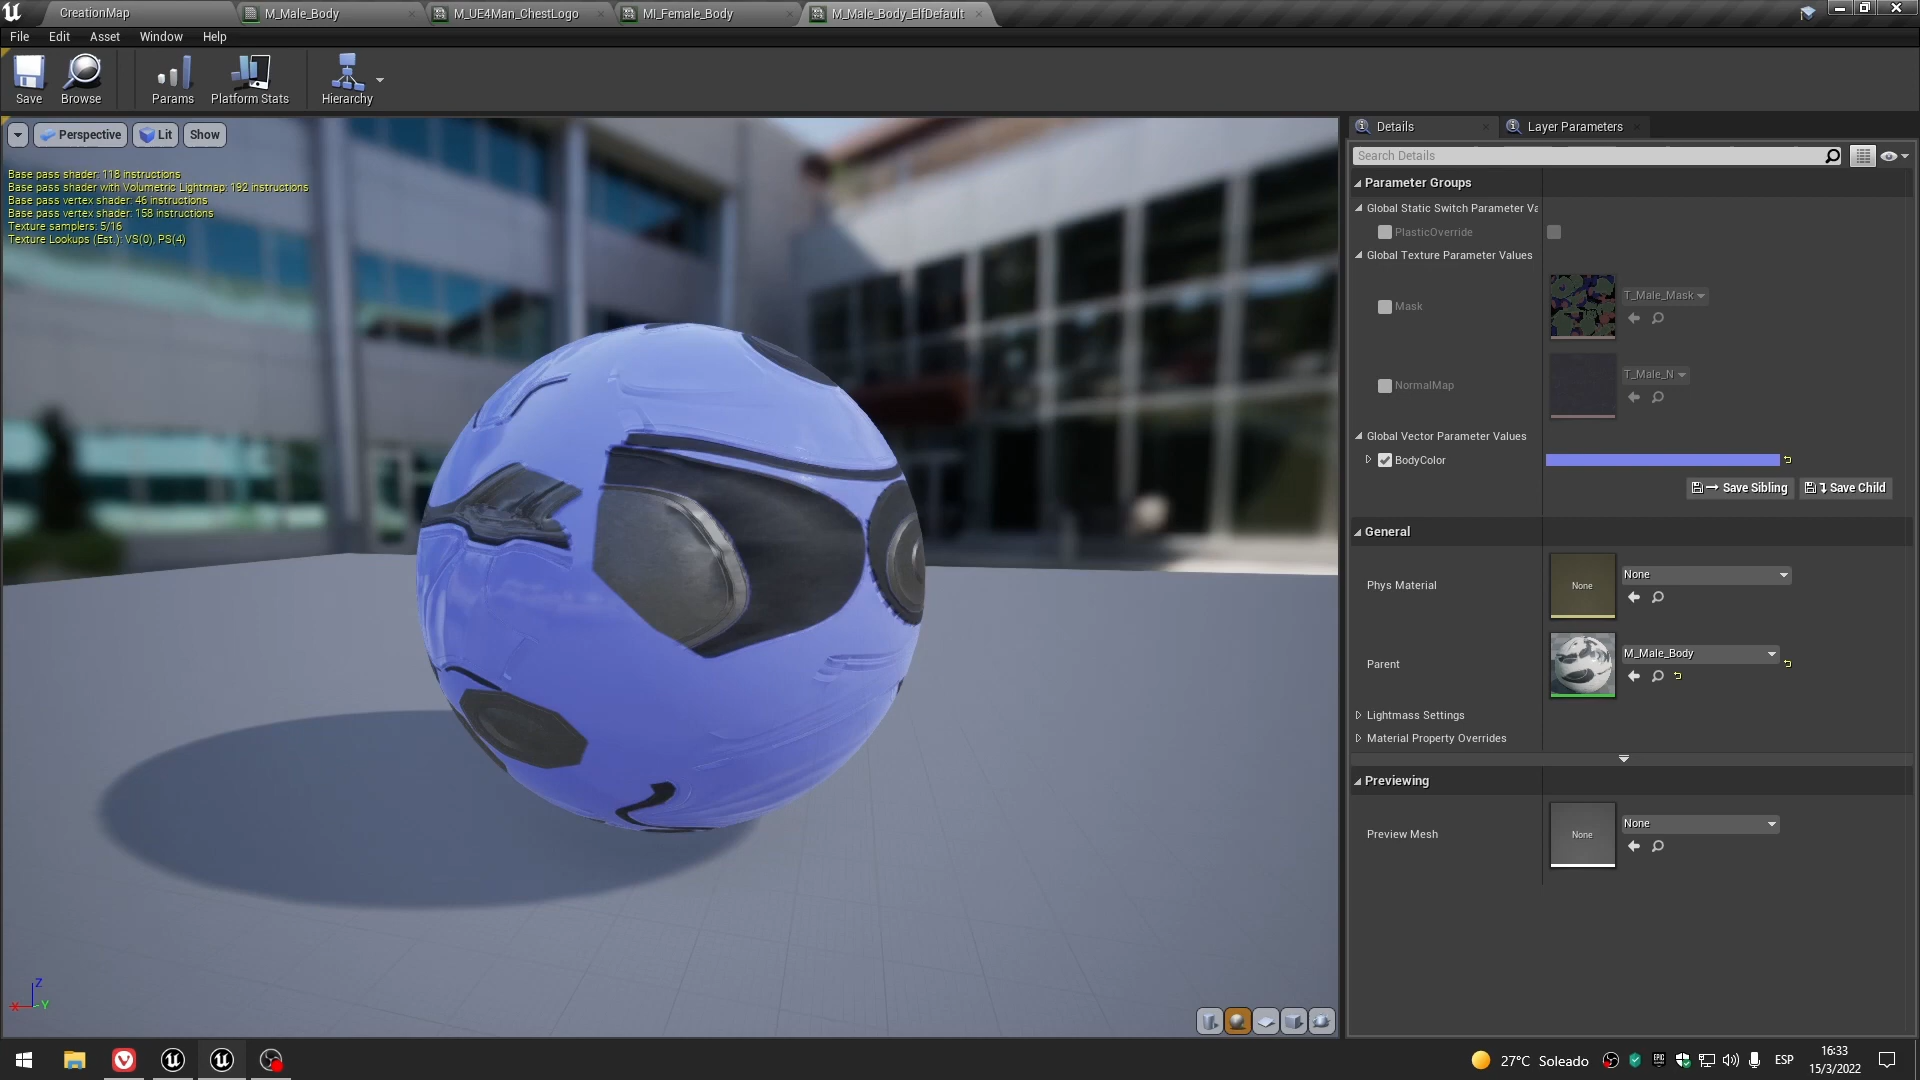 CreationMap
M_Male_Body
M_UE4Man_ChestLogo
MI_Female_Body
M_Male_Body_ElfDefault
File
Edit
Asset
Window
Help
Save
Browse
Params
Platform Stats
Hierarchy
Perspective
Lit
Show
Base pass shader: 118 instructions
Base pass shader with Volumetric Lightmap: 192 instructions
Base pass vertex shader: 46 instructions
Base pass vertex shader: 158 instructions
Texture samplers: 5/16
Texture Lookups (Est.): VS(0), PS(4)
Z
X
Y
Details
Layer Parameters
Search Details
Parameter Groups
Global Static Switch Parameter Va
PlasticOverride
Global Texture Parameter Values
Mask
T_Male_Mask
NormalMap
T_Male_N
Global Vector Parameter Values
BodyColor
Save Sibling
Save Child
General
Phys Material
None
None
Parent
M_Male_Body
Lightmass Settings
Material Property Overrides
Previewing
Preview Mesh
None
None
27°C Soleado
EPIC
ESP
16:33
15/3/2022